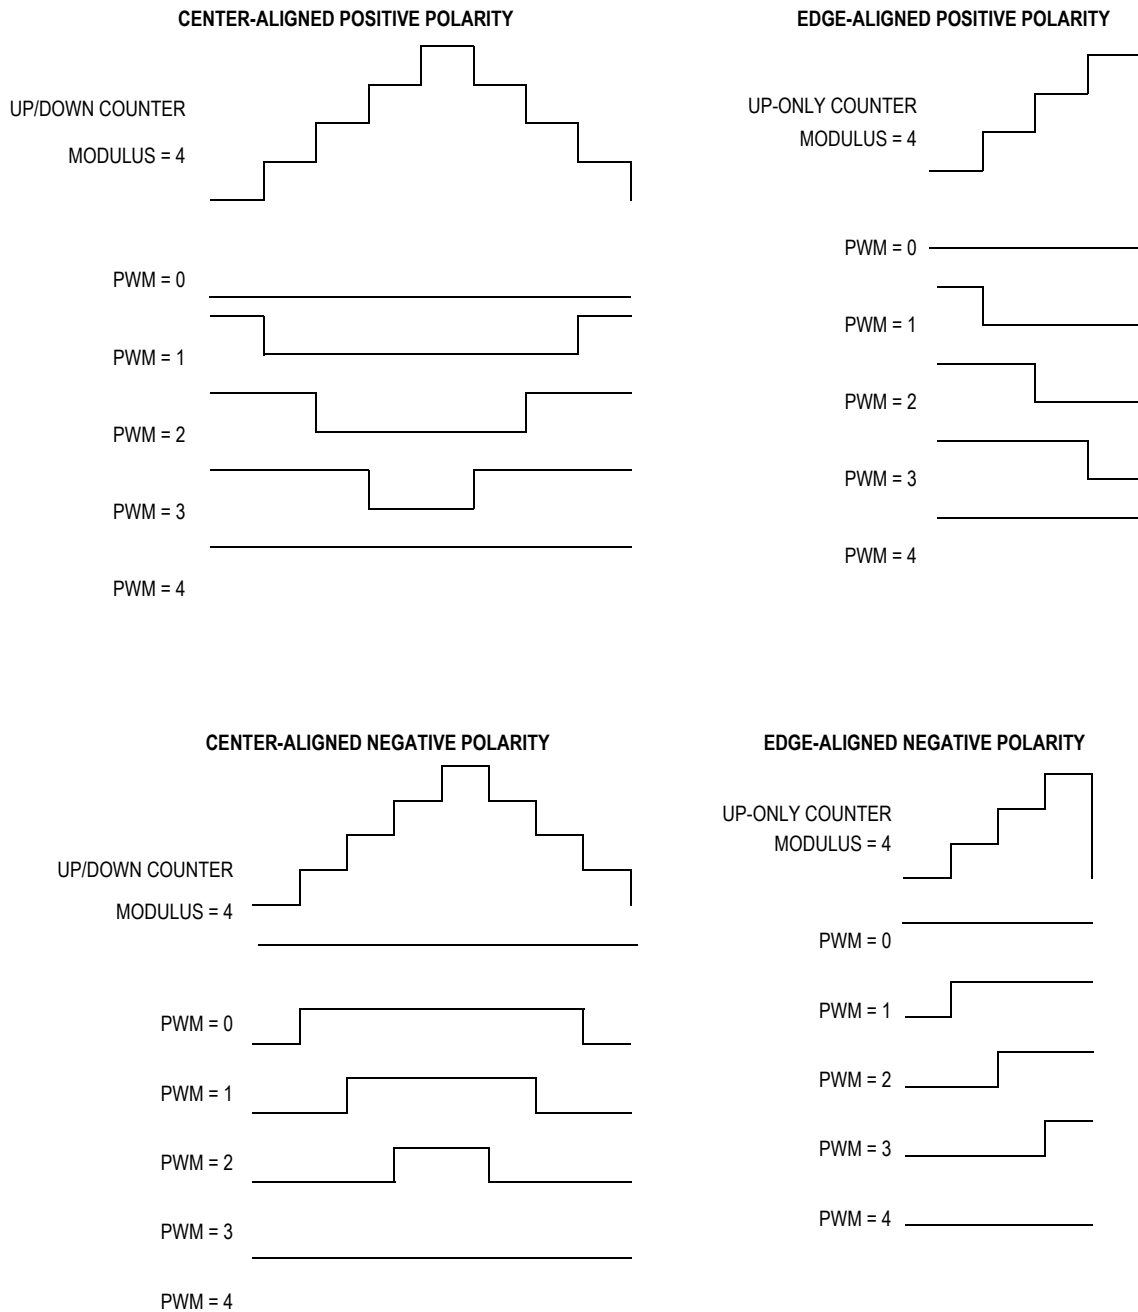 CENTER-ALIGNED POSITIVE POLARITY
UP/DOWN COUNTER
MODULUS = 4
PWM = 0
PWM = 1
PWM = 2
PWM = 3
PWM = 4
EDGE-ALIGNED POSITIVE POLARITY
UP-ONLY COUNTER
MODULUS = 4
PWM = 0
PWM = 1
PWM = 2
PWM = 3
PWM = 4
CENTER-ALIGNED NEGATIVE POLARITY
UP/DOWN COUNTER
MODULUS = 4
PWM = 0
PWM = 1
PWM = 2
PWM = 3
PWM = 4
EDGE-ALIGNED NEGATIVE POLARITY
UP-ONLY COUNTER
MODULUS = 4
PWM = 0
PWM = 1
PWM = 2
PWM = 3
PWM = 4